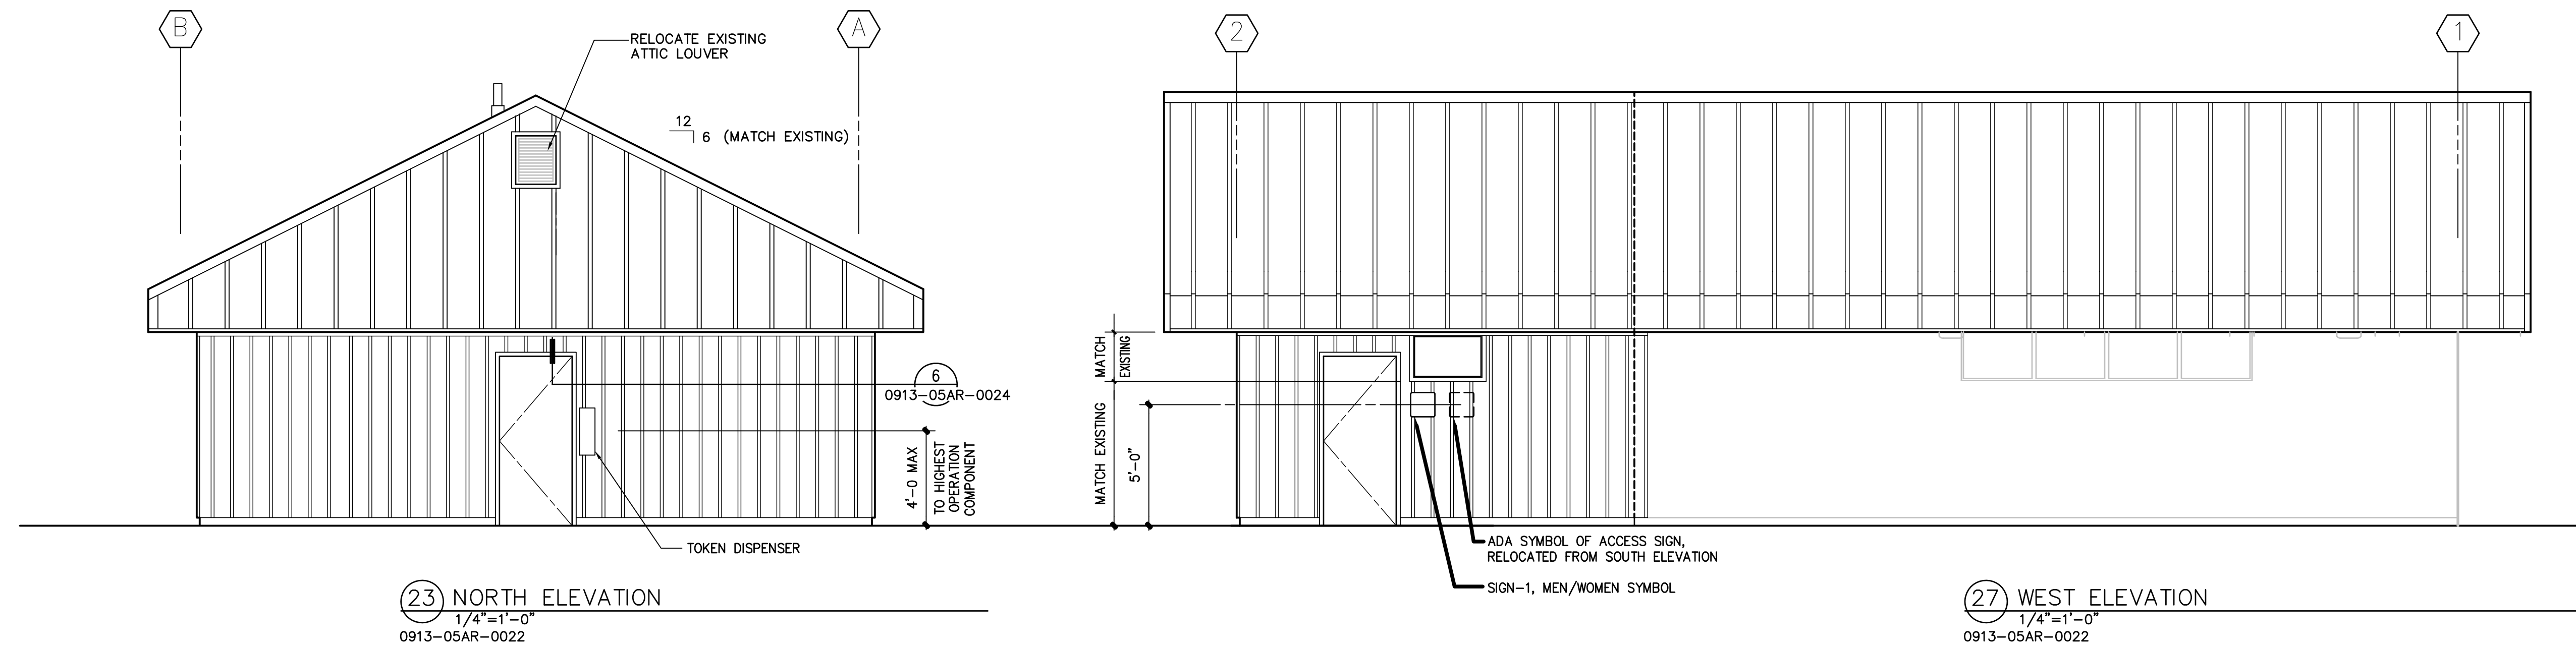 B
A
RELOCATE EXISTING
ATTIC LOUVER
12
6 (MATCH EXISTING)
6
0913-05AR-0024
4'-0 MAX
TO HIGHEST
OPERATION
COMPONENT
TOKEN DISPENSER
23 NORTH ELEVATION
1/4"=1'-0"
0913-05AR-0022
2
1
MATCH
EXISTING
MATCH EXISTING
5'-0"
ADA SYMBOL OF ACCESS SIGN,
RELOCATED FROM SOUTH ELEVATION
SIGN-1, MEN/WOMEN SYMBOL
27 WEST ELEVATION
1/4"=1'-0"
0913-05AR-0022